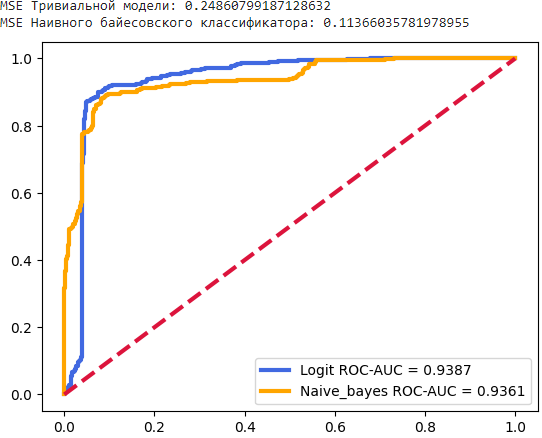 MSE Тривиальной модели: 0.24860799187128632
MSE Наивного байесовского классификатора: 0.11366035781978955
1.0
0.8
0.6
0.4
0.2
0.0
Logit ROC-AUC = 0.9387
Naive_bayes ROC-AUC = 0.9361
0.0 0.2 0.4 0.6 0.8 1.0